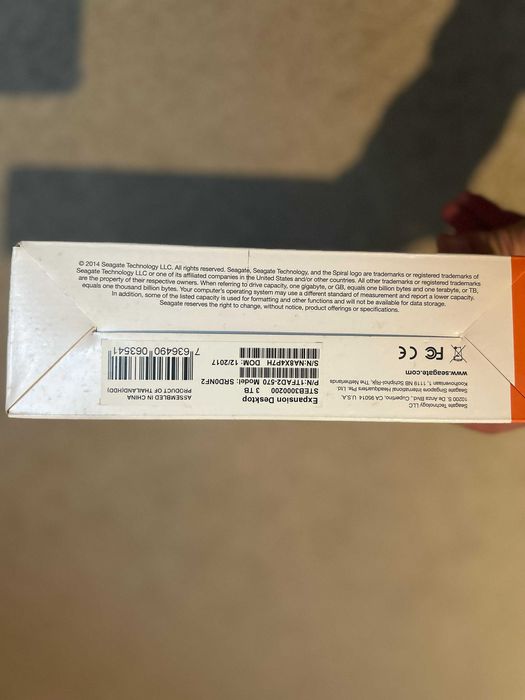 © 2014 Seagate Technology LLC. All rights reserved. Seagate, Seagate Technology, and the Spiral logo are trademarks or registered trademarks of
Seagate Technology LLC or one of its affiliated companies in the United States and/or other countries. All other trademarks or registered trademarks
are the property of their respective owners. When referring to drive capacity, one gigabyte, or GB, equals one billion bytes and one terabyte, or TB,
equals one thousand billion bytes. Your computer's operating system may use a different standard of measurement and report a lower capacity.
In addition, some of the listed capacity is used for formatting and other functions and will not be available for data storage.
Seagate reserves the right to change, without notice, product offerings or specifications.
Seagate Technology LLC
10200 S. De Anza Blvd., Cupertino, CA 95014 U.S.A.
Seagate Singapore International Headquarters Pte. Ltd.
Koolhovenlaan 1, 1119 NB Schiphol-Rijk, The Netherlands
www.seagate.com
FC CE
Expansion Desktop
STEB3000200 3 TB
P/N:1TFZAD-570 Model: SRD0NF2
S/N:NA8X4P7H DOM: 12/2017
ASSEMBLED IN CHINA
PRODUCT OF THAILAND(HDD)
7 636490 063541